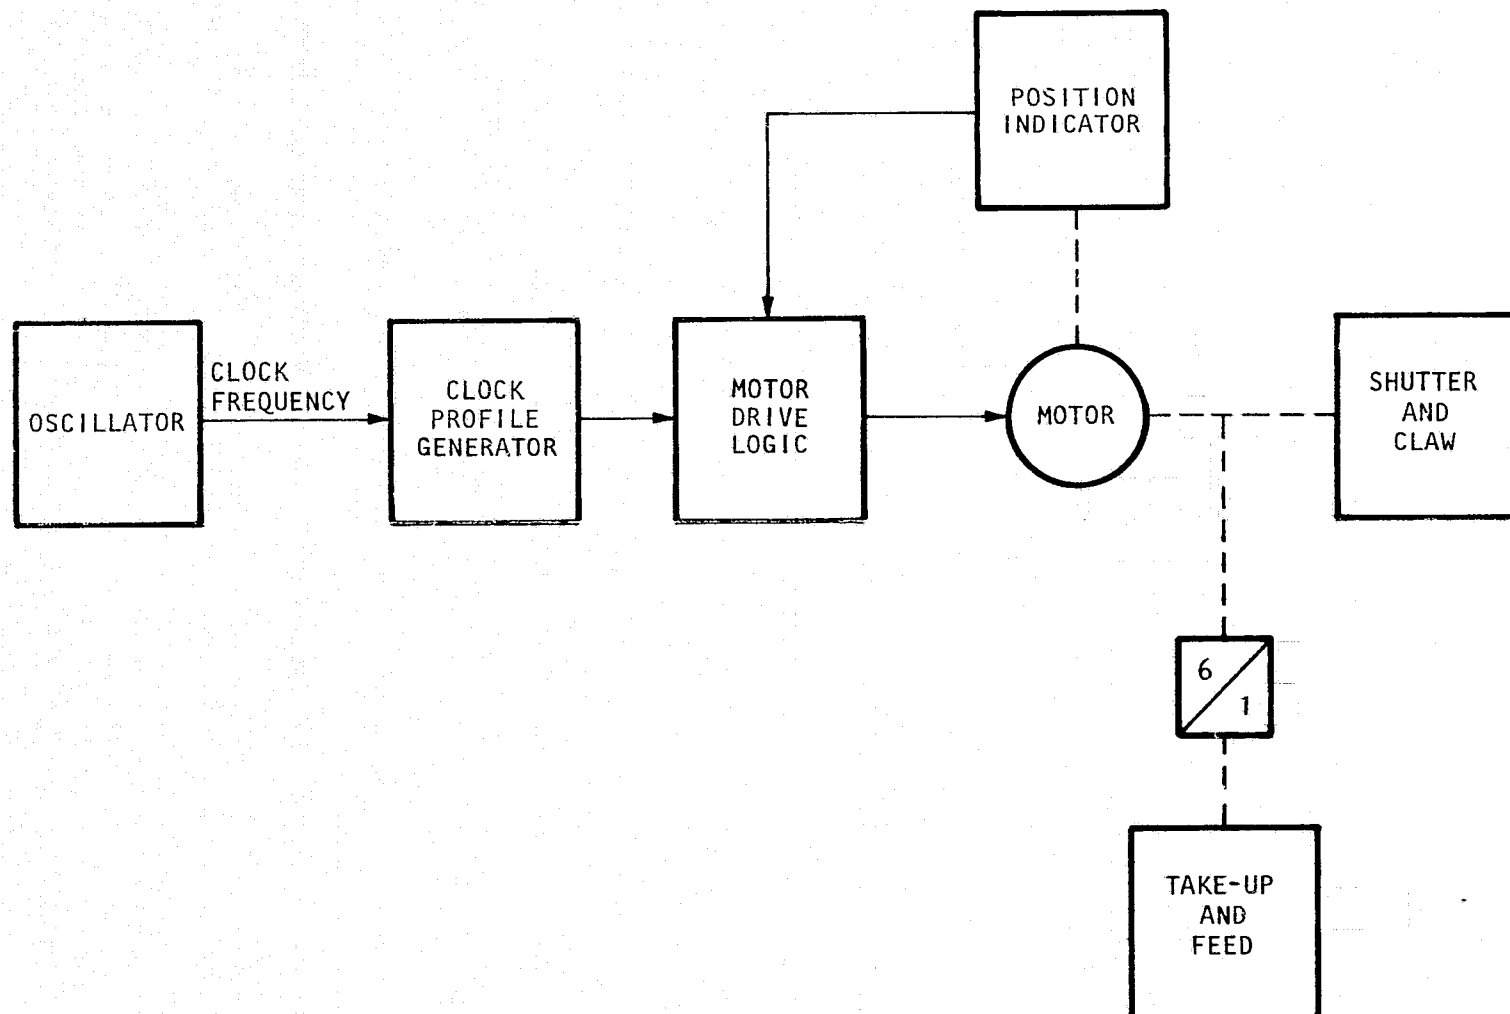 POSITION
INDICATOR
CLOCK
FREQUENCY
OSCILLATOR
CLOCK
PROFILE
GENERATOR
MOTOR
DRIVE
LOGIC
MOTOR
SHUTTER
AND
CLAW
6
1
TAKE-UP
AND
FEED